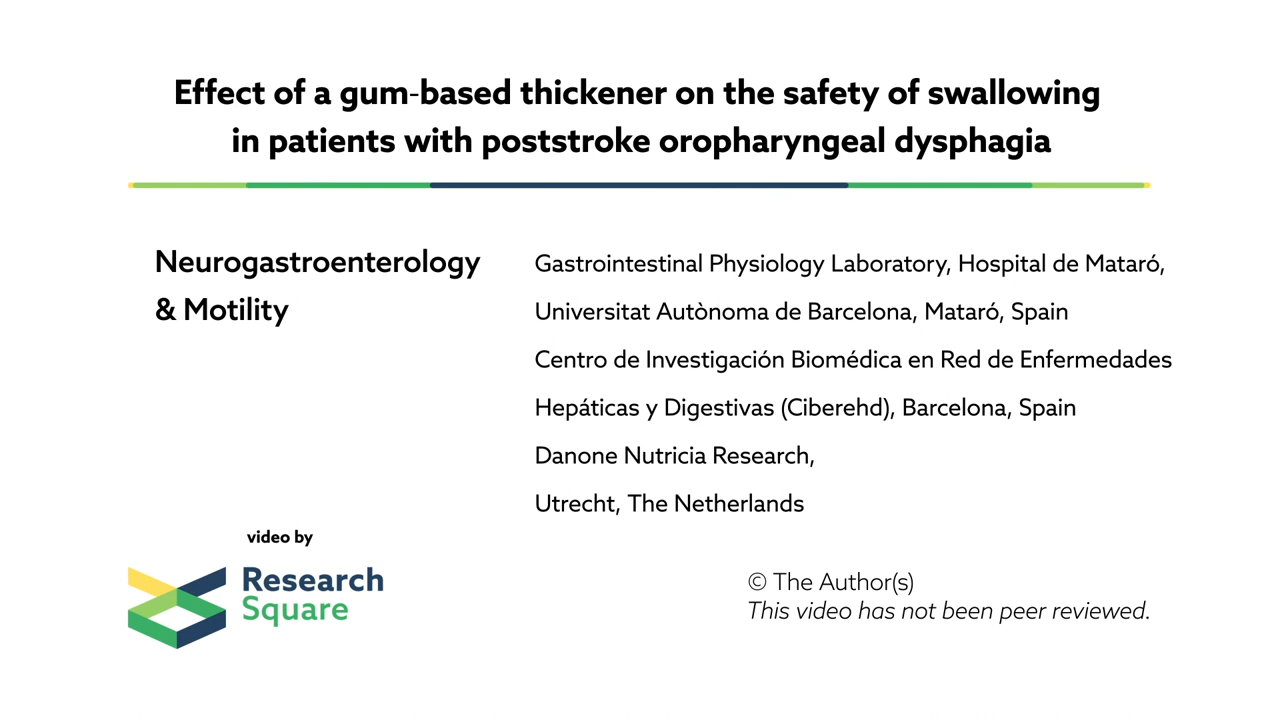 Effect of a gum-based thickener on the safety of swallowing
in patients with poststroke oropharyngeal dysphagia
Neurogastroenterology
& Motility
Gastrointestinal Physiology Laboratory, Hospital de Mataró,
Universitat Autònoma de Barcelona, Mataró, Spain
Centro de Investigación Biomédica en Red de Enfermedades
Hepáticas y Digestivas (Ciberehd), Barcelona, Spain
Danone Nutricia Research,
Utrecht, The Netherlands
video by
Research
Square
© The Author(s)
This video has not been peer reviewed.